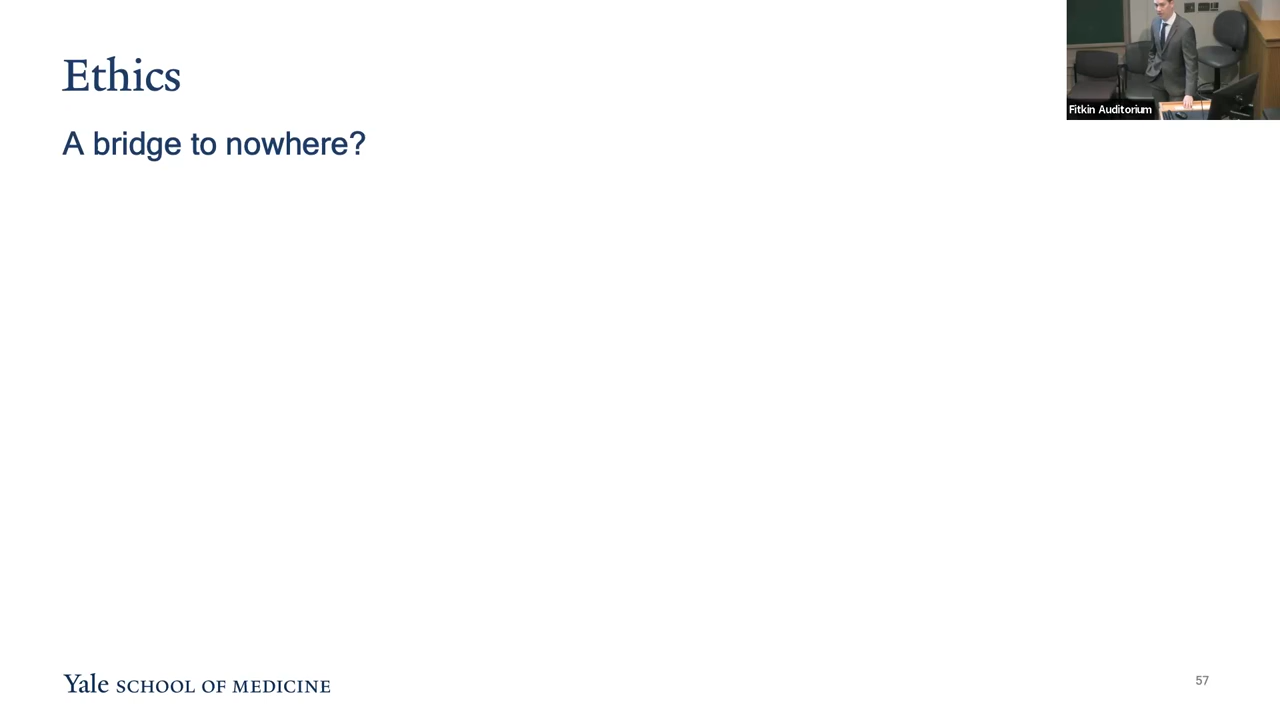 Ethics
A bridge to nowhere?
Fitkin Auditorium
Yale SCHOOL OF MEDICINE
57